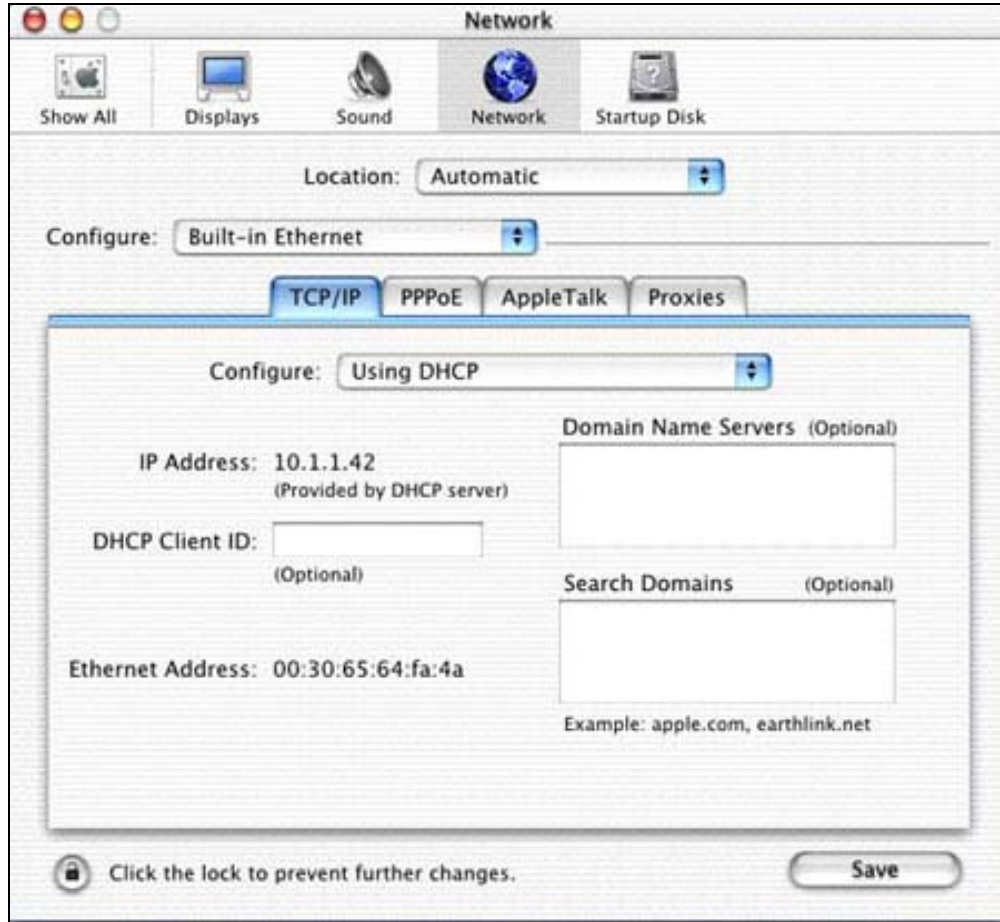 Network
Show All
Displays
Sound
Network
Startup Disk
Location: Automatic
Configure: Built-in Ethernet
TCP/IP
PPPoE
AppleTalk
Proxies
Configure: Using DHCP
IP Address: 10.1.1.42
(Provided by DHCP server)
DHCP Client ID:
(Optional)
Ethernet Address: 00:30:65:64:fa:4a
Domain Name Servers (Optional)
Search Domains (Optional)
Example: apple.com, earthlink.net
Click the lock to prevent further changes.
Save